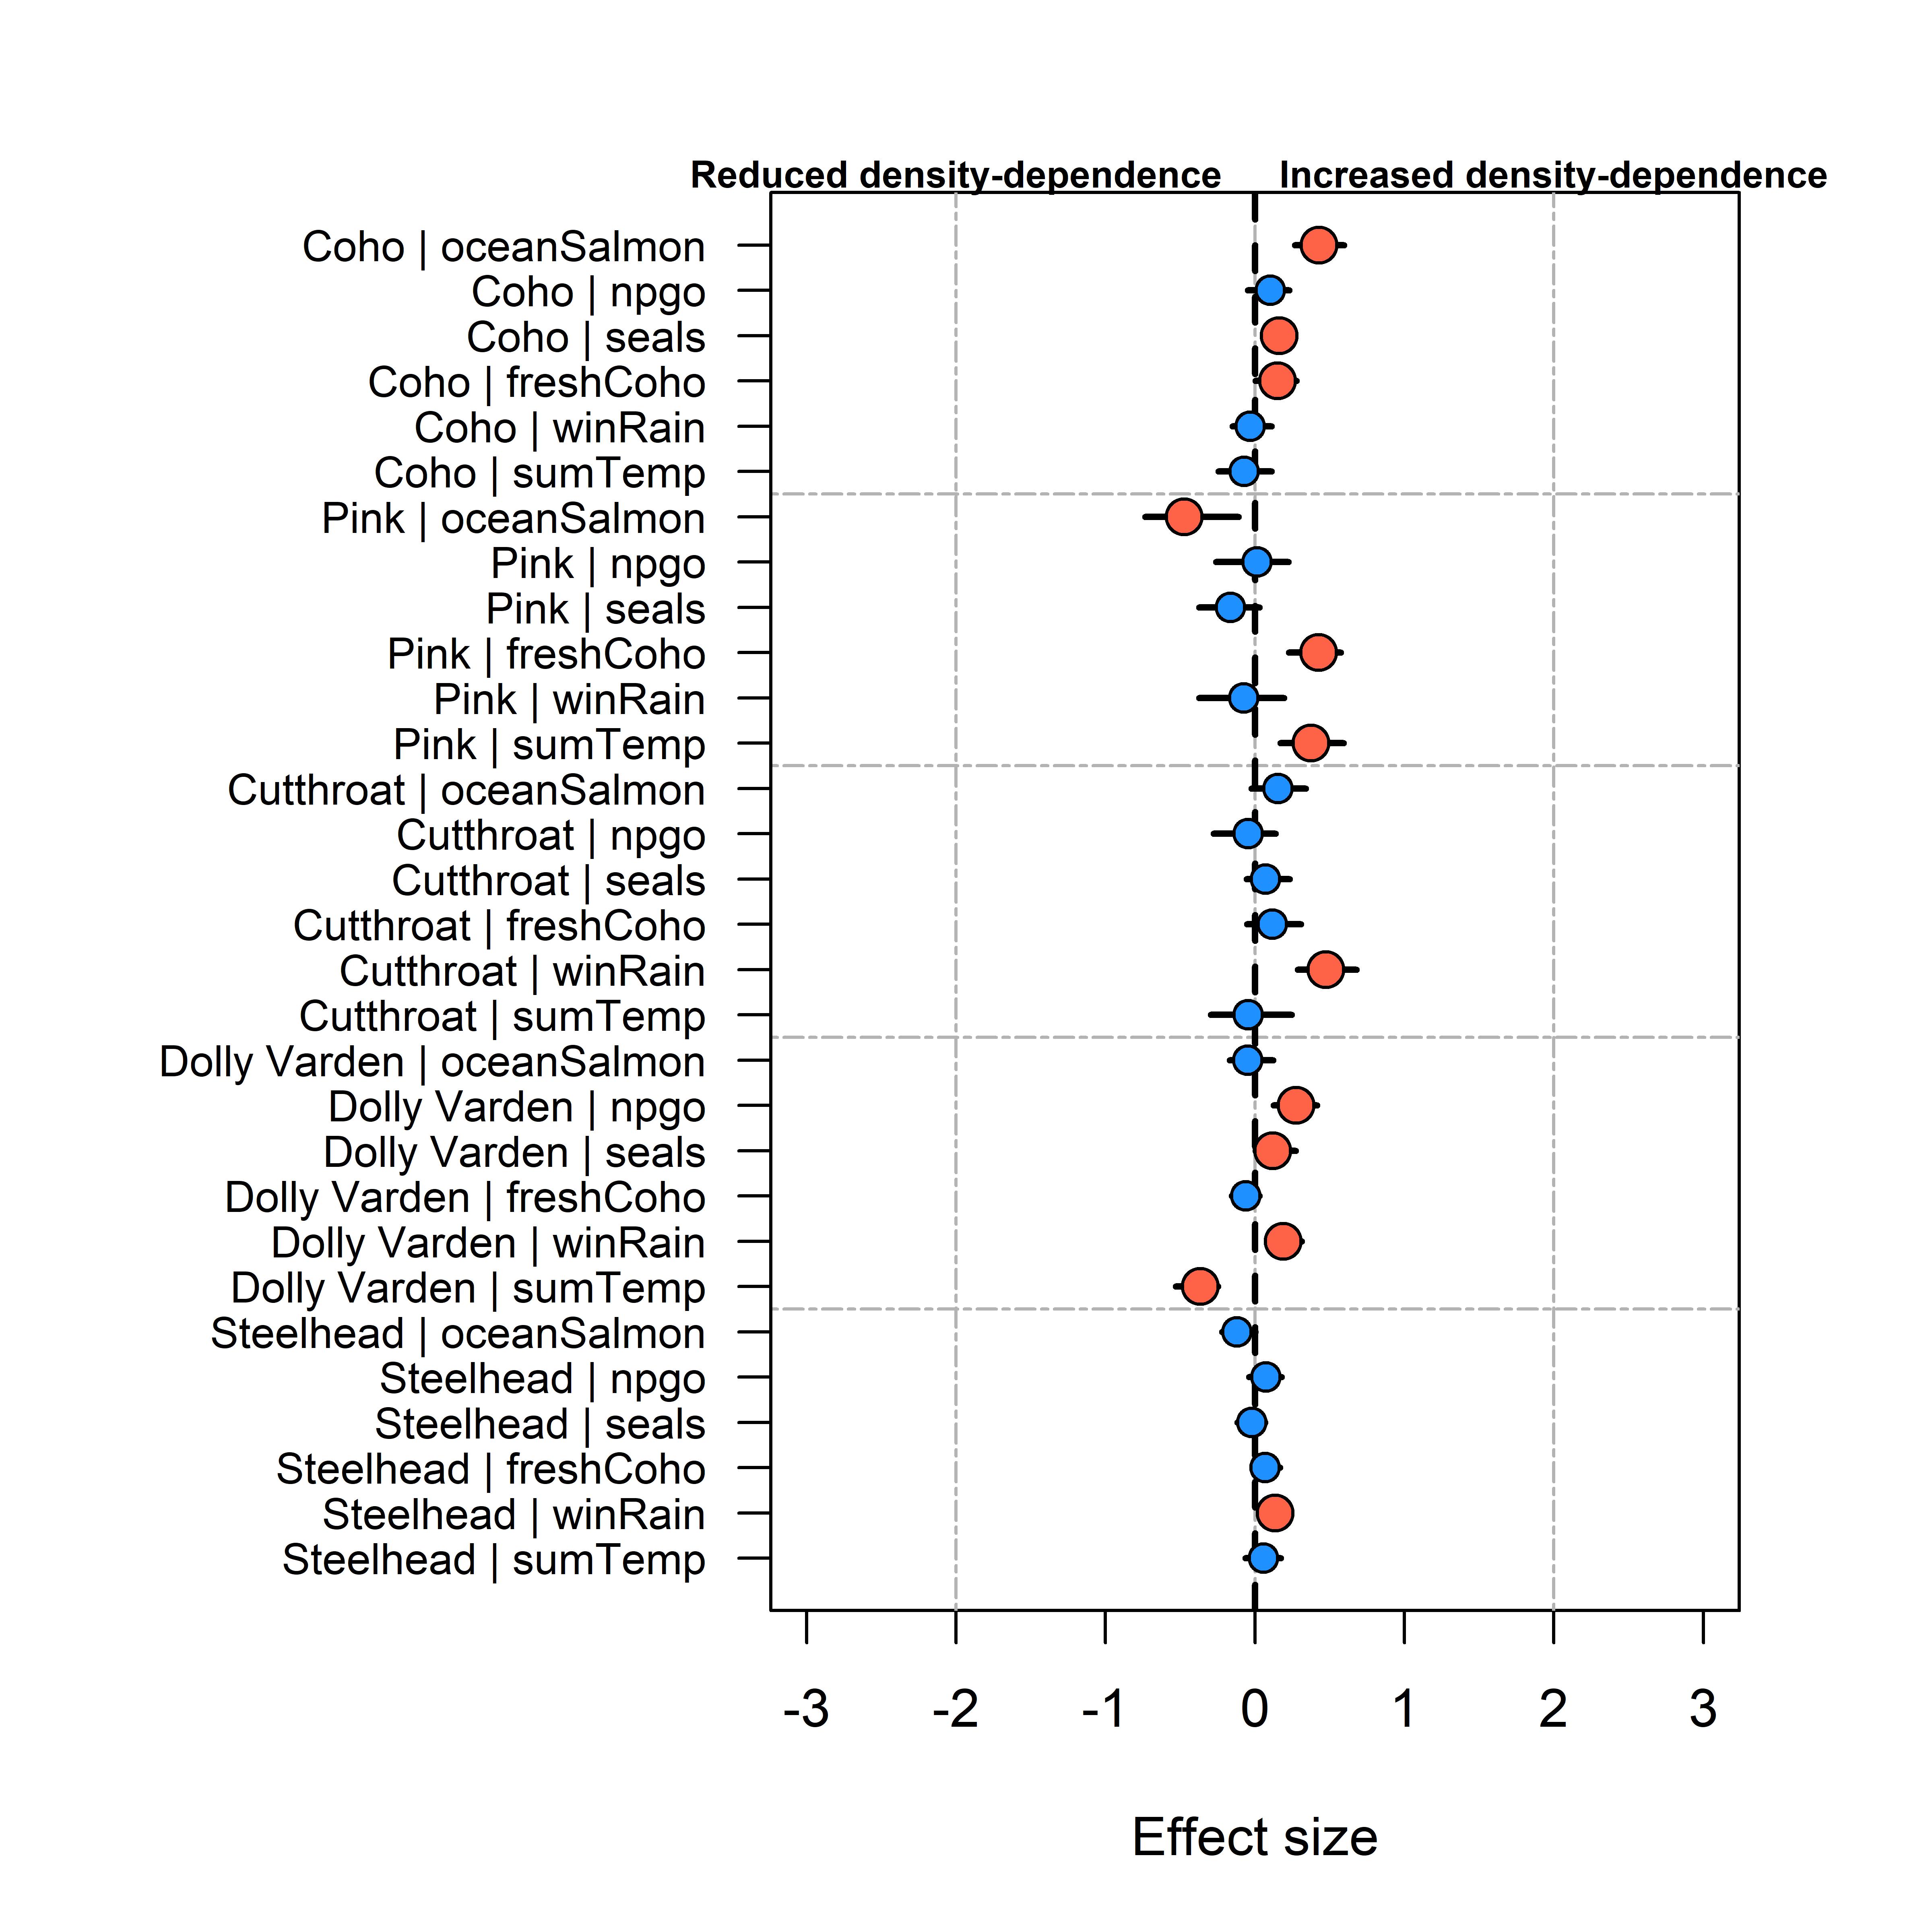 Reduced density-dependence Increased density-dependence
Coho | oceanSalmon
Coho | npgo
Coho | seals
Coho | freshCoho
Coho | winRain
Coho | sumTemp
Pink | oceanSalmon
Pink | npgo
Pink | seals
Pink | freshCoho
Pink | winRain
Pink | sumTemp
Cutthroat | oceanSalmon
Cutthroat | npgo
Cutthroat | seals
Cutthroat | freshCoho
Cutthroat | winRain
Cutthroat | sumTemp
Dolly Varden | oceanSalmon
Dolly Varden | npgo
Dolly Varden | seals
Dolly Varden | freshCoho
Dolly Varden | winRain
Dolly Varden | sumTemp
Steelhead | oceanSalmon
Steelhead | npgo
Steelhead | seals
Steelhead | freshCoho
Steelhead | winRain
Steelhead | sumTemp
-3 -2 -1 0 1 2 3
Effect size